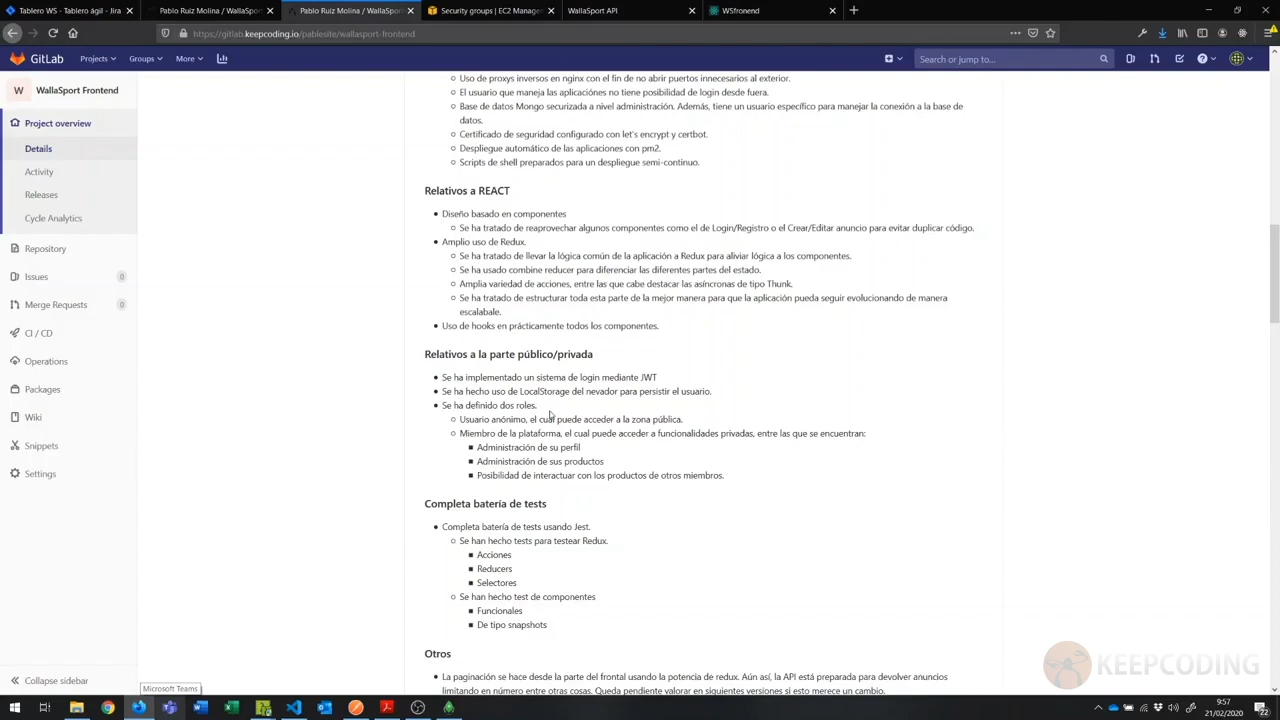 Tablero WS - Tablero ágil - Jira
Pablo Ruiz Molina / WallaSport
Pablo Ruiz Molina / WallaSport
Security groups | EC2 Manager
WallaSport API
WSfronend
https://gitlab.keepcoding.io/pablesite/wallasport-frontend
GitLab
Projects
Groups
More
Search or jump to...
W
WallaSport Frontend
Project overview
Details
Activity
Releases
Cycle Analytics
Repository
Issues
0
Merge Requests
0
CI / CD
Operations
Packages
Wiki
Snippets
Settings
Collapse sidebar
Uso de proxys inversos en nginx con el fin de no abrir puertos innecesarios al exterior.
El usuario que maneja las aplicaciónes no tiene posibilidad de login desde fuera.
Base de datos Mongo securizada a nivel administración. Además, tiene un usuario específico para manejar la conexión a la base de
datos.
Certificado de seguridad configurado con let's encrypt y certbot.
Despliegue automático de las aplicaciones con pm2.
Scripts de shell preparados para un despliegue semi-continuo.
Relativos a REACT
Diseño basado en componentes
Se ha tratado de reaprovechar algunos componentes como el de Login/Registro o el Crear/Editar anuncio para evitar duplicar código.
Amplio uso de Redux.
Se ha tratado de llevar la lógica común de la aplicación a Redux para aliviar lógica a los componentes.
Se ha usado combine reducer para diferenciar las diferentes partes del estado.
Amplia variedad de acciones, entre las que cabe destacar las asíncronas de tipo Thunk.
Se ha tratado de estructurar toda esta parte de la mejor manera para que la aplicación pueda seguir evolucionando de manera
escalabale.
Uso de hooks en prácticamente todos los componentes.
Relativos a la parte público/privada
Se ha implementado un sistema de login mediante JWT
Se ha hecho uso de LocalStorage del nevador para persistir el usuario.
Se ha definido dos roles.
Usuario anónimo, el cual puede acceder a la zona pública.
Miembro de la plataforma, el cual puede acceder a funcionalidades privadas, entre las que se encuentran:
Administración de su perfil
Administración de sus productos
Posibilidad de interactuar con los productos de otros miembros.
Completa batería de tests
Completa batería de tests usando Jest.
Se han hecho tests para testear Redux.
Acciones
Reducers
Selectores
Se han hecho test de componentes
Funcionales
De tipo snapshots
Otros
La paginación se hace desde la parte del frontal usando la potencia de redux. Aún así, la API está preparada para devolver anuncios
limitando en número entre otras cosas. Queda pendiente valorar en siguientes versiones si esto merece un cambio.
KEEPCODING
Microsoft Teams
9:57
21/02/2020
22